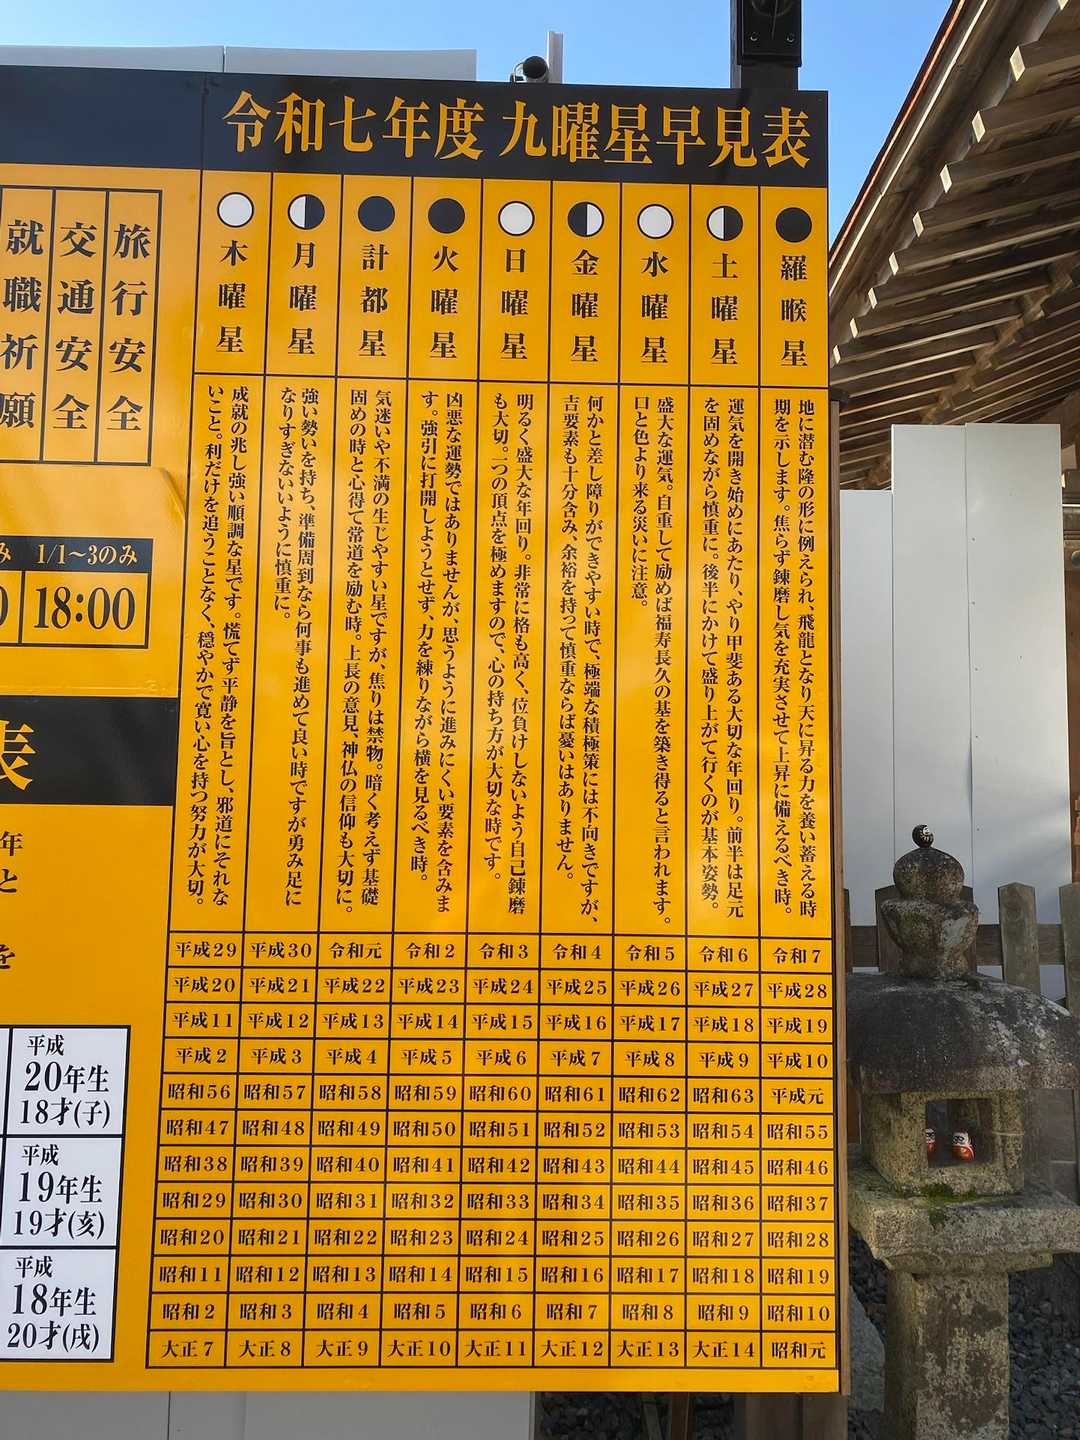 令和七年度 九曜星早見表
羅睺星
地に潜む隆の形に例えられ、飛龍となり天に昇る力を養い蓄える時
期を示します。焦らず錬磨し気を充実させて上昇に備えるべき時。
土曜星
運気を開き始めにあたり、やり甲斐ある大切な年回り。前半は足元
を固めながら慎重に。後半にかけて盛り上がて行くのが基本姿勢。
水曜星
盛大な運気。自重して励めば福寿長久の基を築き得ると言われます。
口と色より来る災いに注意。
金曜星
何かと差し障りができやすい時で、極端な積極策には不向きですが、
吉要素も十分含み、余裕を持って慎重ならば憂いはありません。
日曜星
明るく盛大な年回り。非常に格も高く、位負けしないよう自己錬磨
も大切。一つの頂点を極めますので、心の持ち方が大切な時です。
火曜星
凶悪な運勢ではありませんが、思うように進みにくい要素を含みま
す。強引に打開しようとせず、力を練りながら横を見るべき時。
計都星
気迷いや不満の生じやすい星ですが、焦りは禁物。暗く考えず基礎
固めの時と心得て常道を励む時。上長の意見、神仏の信仰も大切に。
月曜星
強い勢いを持ち、準備周到なら何事も進めて良い時ですが勇み足に
なりすぎないいように慎重に。
木曜星
成就の兆し強い順調な星です。慌てず平静を旨とし、邪道にそれな
いこと。利だけを追うことなく、穏やかで寛い心を持つ努力が大切。
平成29 平成30 令和元 令和2 令和3 令和4 令和5 令和6 令和7
平成20 平成21 平成22 平成23 平成24 平成25 平成26 平成27 平成28
平成11 平成12 平成13 平成14 平成15 平成16 平成17 平成18 平成19
平成2 平成3 平成4 平成5 平成6 平成7 平成8 平成9 平成10
昭和56 昭和57 昭和58 昭和59 昭和60 昭和61 昭和62 昭和63 平成元
昭和47 昭和48 昭和49 昭和50 昭和51 昭和52 昭和53 昭和54 昭和55
昭和38 昭和39 昭和40 昭和41 昭和42 昭和43 昭和44 昭和45 昭和46
昭和29 昭和30 昭和31 昭和32 昭和33 昭和34 昭和35 昭和36 昭和37
昭和20 昭和21 昭和22 昭和23 昭和24 昭和25 昭和26 昭和27 昭和28
昭和11 昭和12 昭和13 昭和14 昭和15 昭和16 昭和17 昭和18 昭和19
昭和2 昭和3 昭和4 昭和5 昭和6 昭和7 昭和8 昭和9 昭和10
大正7 大正8 大正9 大正10 大正11 大正12 大正13 大正14 昭和元
旅行安全
交通安全
就職祈願
み
1/1～3のみ
0
18:00
表
年
と
を
平成
20年生
18才(子)
平成
19年生
19才(亥)
平成
18年生
20才(戌)